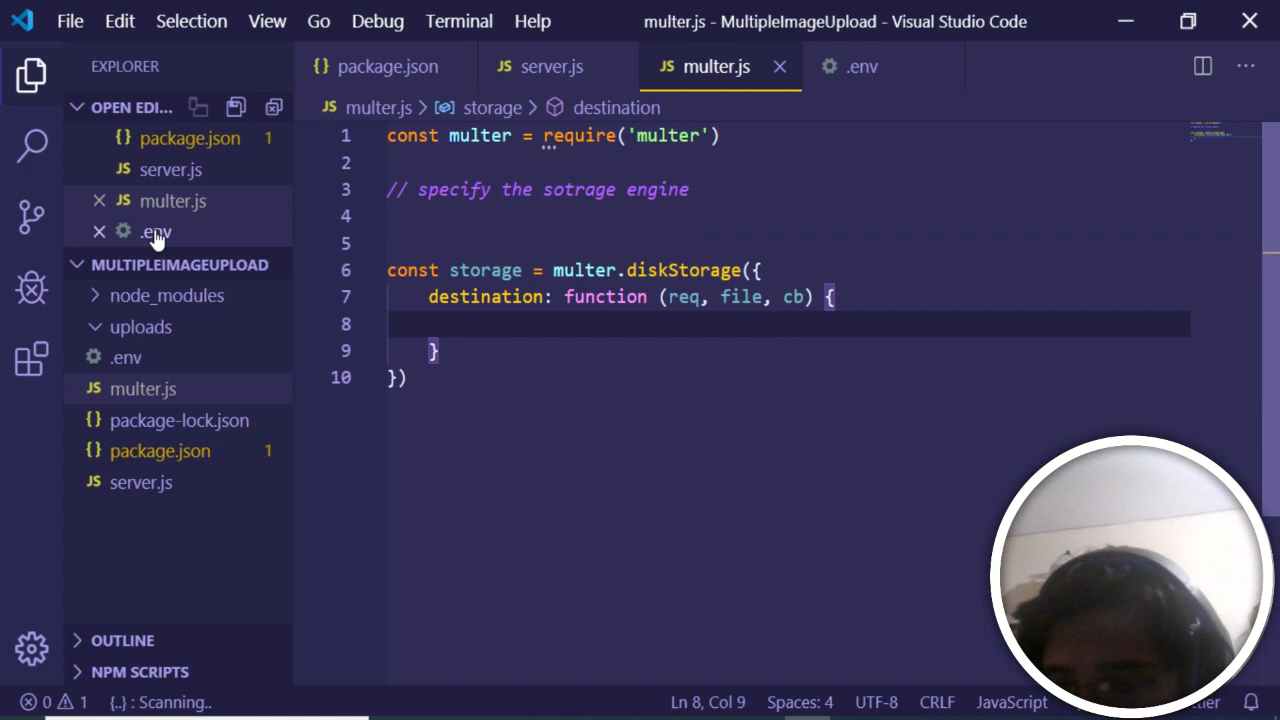 File Edit Selection View Go Debug Terminal Help multer.js - MultipleImageUpload - Visual Studio Code
EXPLORER
OPEN EDI...
{} package.json 1
JS server.js
JS multer.js
.env
MULTIPLEIMAGEUPLOAD
node_modules
uploads
.env
JS multer.js
{} package-lock.json
{} package.json 1
JS server.js
OUTLINE
NPM SCRIPTS
{} package.json JS server.js JS multer.js .env
JS multer.js > storage > destination
1 const multer = require('multer')
2
3 // specify the sotrage engine
4
5
6 const storage = multer.diskStorage({
7 destination: function (req, file, cb) {
8
9 }
10 })
0 1 {..} : Scanning.. Ln 8, Col 9 Spaces: 4 UTF-8 CRLF JavaScript